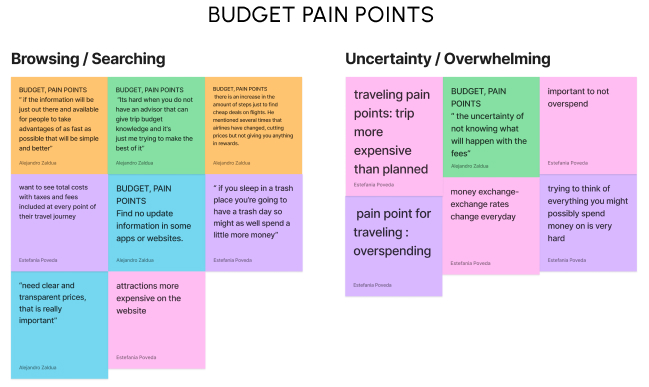 BUDGET PAIN POINTS
Browsing / Searching
BUDGET, PAIN POINTS
" if the information will be
just out there and available
for people to take
advantages of as fast as
possible that will be simple
and better"
Alejandro Zaldua
BUDGET, PAIN POINTS
"Its hard when you do not
have an advisor that can
give trip budget
knowledge and it's
just me trying to make the
best of it"
Alejandro Zaldua
BUDGET, PAIN POINTS
there is an increase in the
amount of steps just to find
cheap deals on flights. He
mentioned several times that
airlines have changed, cutting
prices but not giving you anything
in rewards.
Alejandro Zaldua
want to see total costs
with taxes and fees
included at every point of
their travel journey
Estefania Poveda
BUDGET, PAIN
POINTS
Find no update
information in some
apps or websites.
Alejandro Zaldua
" if you sleep in a trash
place you're going to
have a trash day so
might as well spend a
little more money"
Estefania Poveda
"need clear and
transparent prices,
that is really
important"
Alejandro Zaldua
attractions more
expensive on the
website
Estefania Poveda
Uncertainty / Overwhelming
traveling pain
points: trip
more
expensive
than planned
Estefania Poveda
BUDGET, PAIN
POINTS
" the uncertainty of
not knowing what
will happen with the
fees"
Alejandro Zaldua
important to not
overspend
Estefania Poveda
pain point for
traveling :
overspending
Estefania Poveda
money exchange-
exchange rates
change everyday
Estefania Poveda
trying to think of
everything you might
possibly spend
money on is very
hard
Estefania Poveda